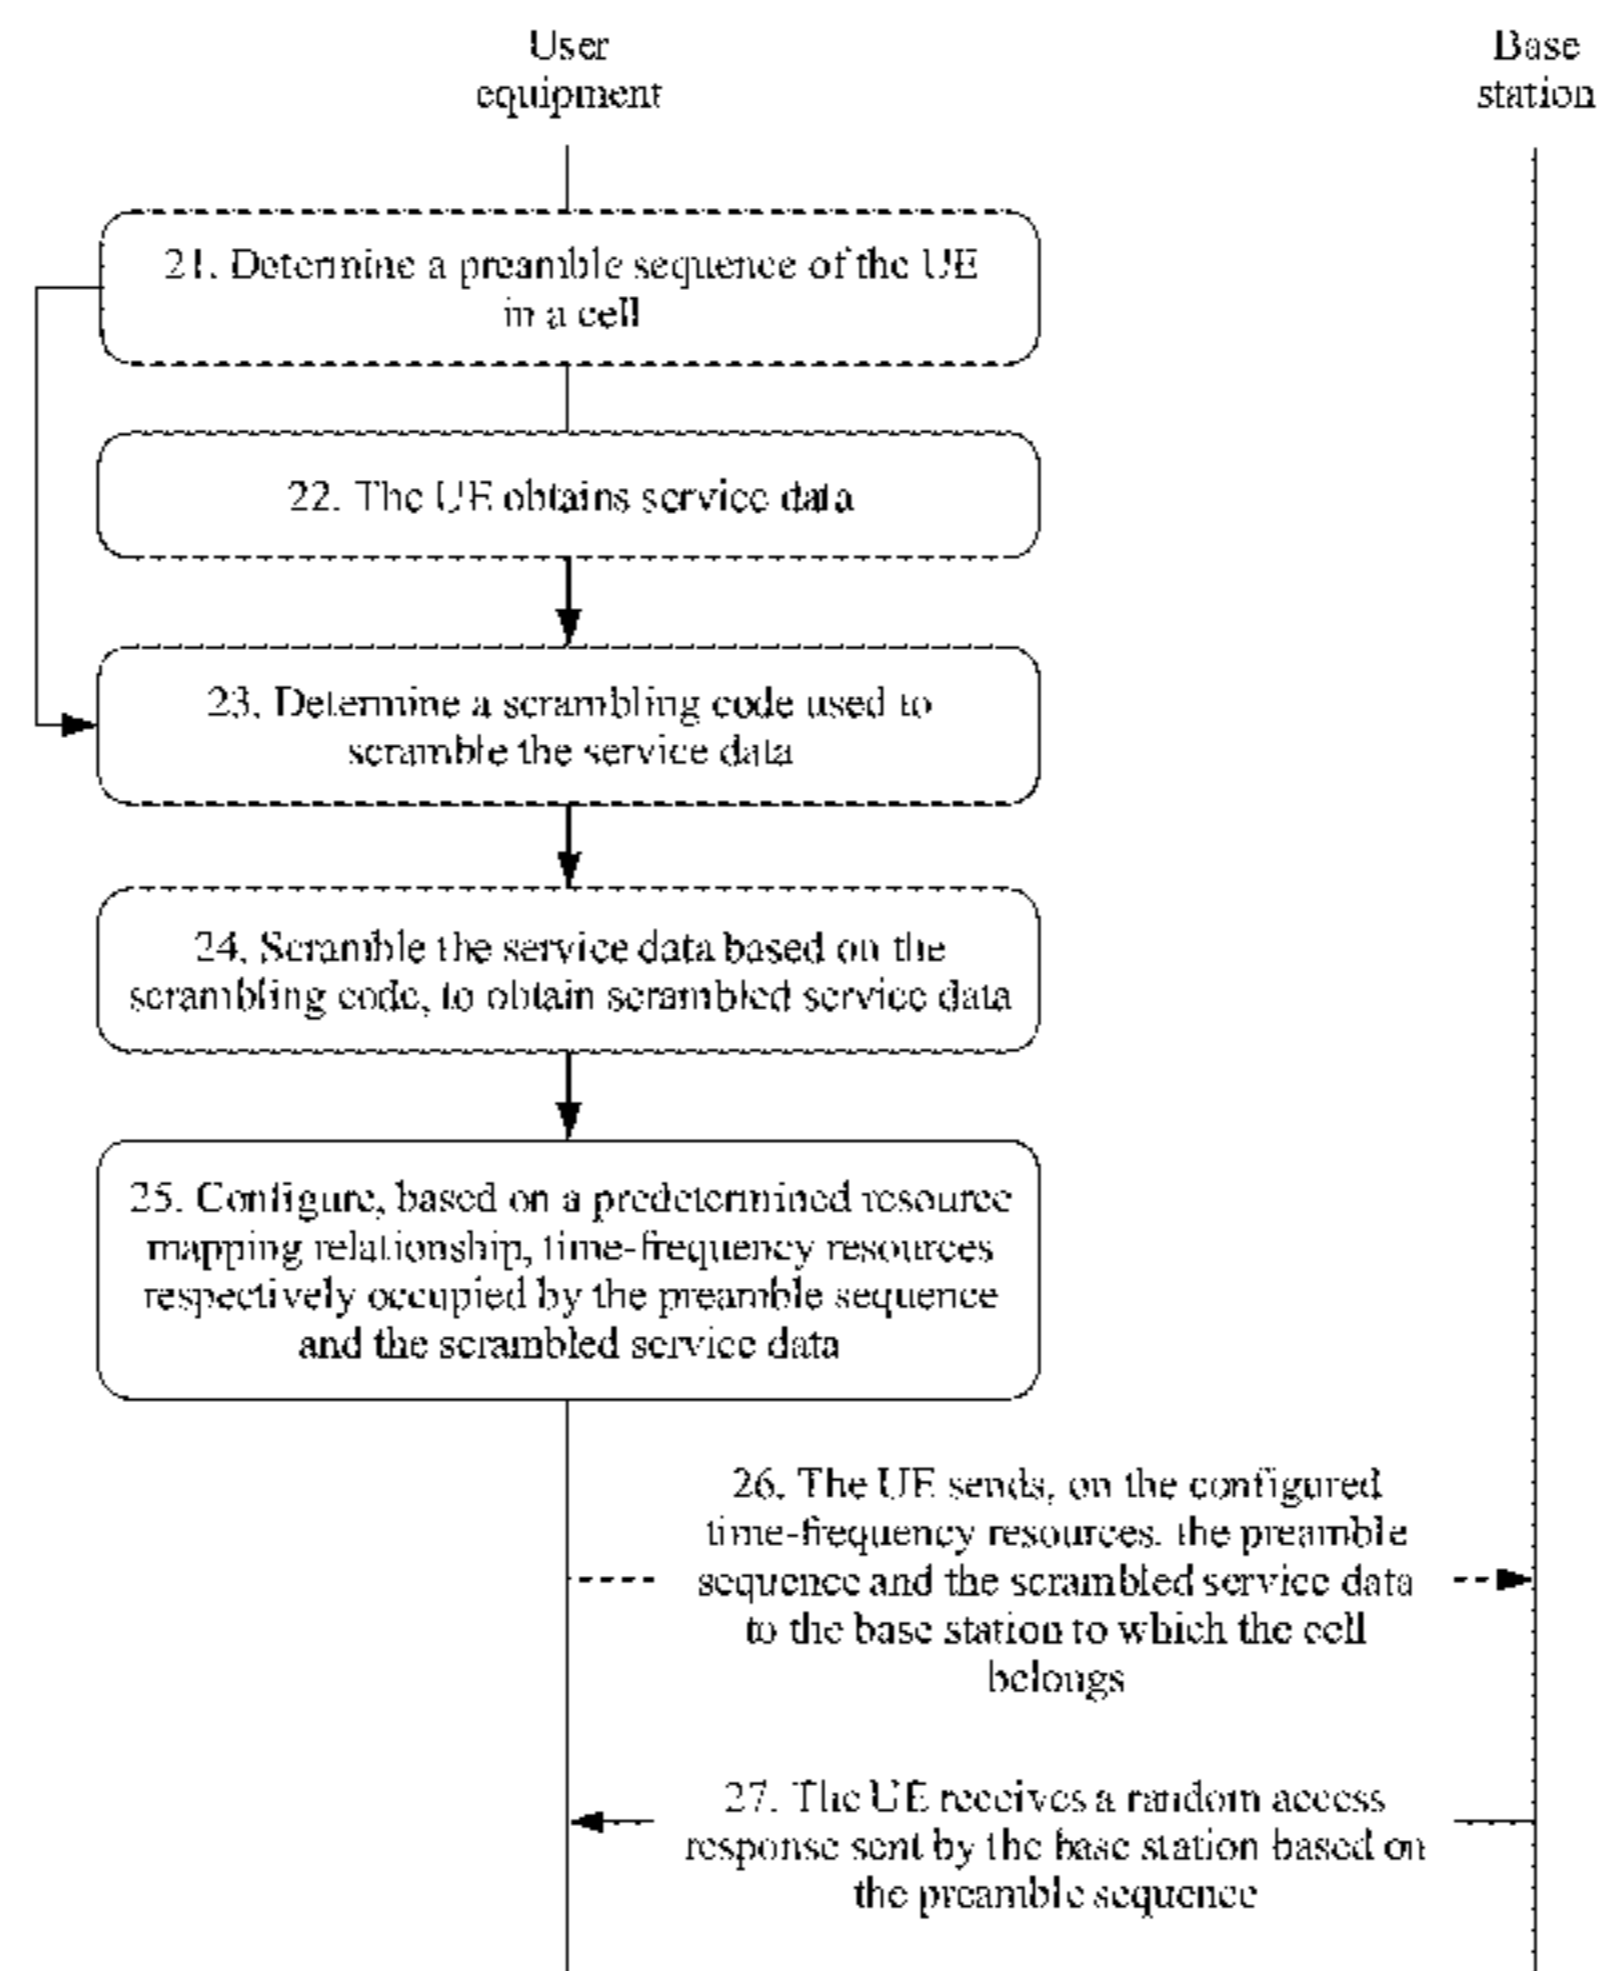 User
equipment
Base
station
21. Determine a preamble sequence of the UE
in a cell
22. The UE obtains service data
23. Determine a scrambling code used to
scramble the service data
24. Scramble the service data based on the
scrambling code, to obtain scrambled service data
25. Configure, based on a predetermined resource
mapping relationship, time-frequency resources
respectively occupied by the preamble sequence
and the scrambled service data
26. The UE sends, on the configured
time-frequency resources, the preamble
sequence and the scrambled service data
to the base station to which the cell
belongs
27. The UE receives a random access
response sent by the base station based on
the preamble sequence